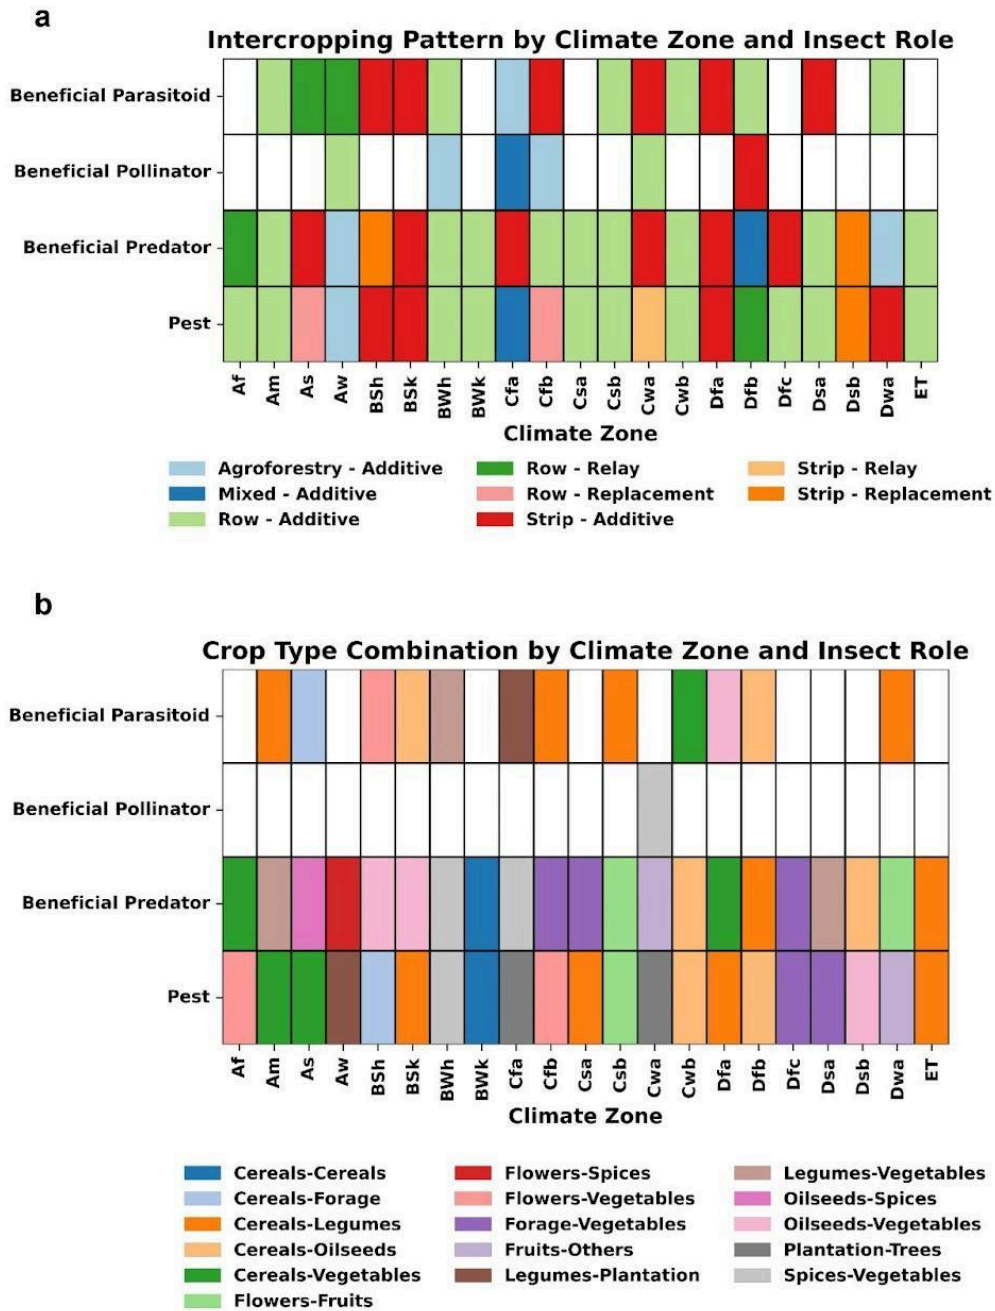 a
Intercropping Pattern by Climate Zone and Insect Role
Beneficial Parasitoid
Beneficial Pollinator
Beneficial Predator
Pest
Af Am As Aw BSh BSk BWh BWk Cfa Cfb Csa Csb Cwa Cwb Dfa Dfb Dfc Dsa Dsb Dwa ET
Climate Zone
Agroforestry - Additive Row - Relay Strip - Relay
Mixed - Additive Row - Replacement Strip - Replacement
Row - Additive Strip - Additive
b
Crop Type Combination by Climate Zone and Insect Role
Beneficial Parasitoid
Beneficial Pollinator
Beneficial Predator
Pest
Af Am As Aw BSh BSk BWh BWk Cfa Cfb Csa Csb Cwa Cwb Dfa Dfb Dfc Dsa Dsb Dwa ET
Climate Zone
Cereals-Cereals Flowers-Spices Legumes-Vegetables
Cereals-Forage Flowers-Vegetables Oilseeds-Spices
Cereals-Legumes Forage-Vegetables Oilseeds-Vegetables
Cereals-Oilseeds Fruits-Others Plantation-Trees
Cereals-Vegetables Legumes-Plantation Spices-Vegetables
Flowers-Fruits